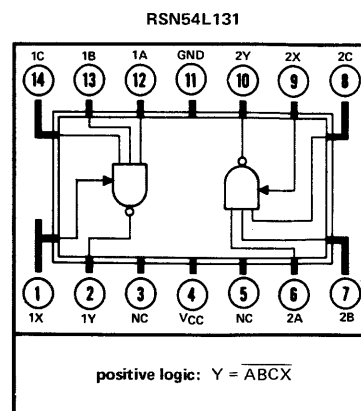 RSN54L131
1C 1B 1A GND 2Y 2X 2C
14 13 12 11 10 9 8
1 2 3 4 5 6 7
1X 1Y NC VCC NC 2A 2B
positive logic: Y = \overline{ABCX}